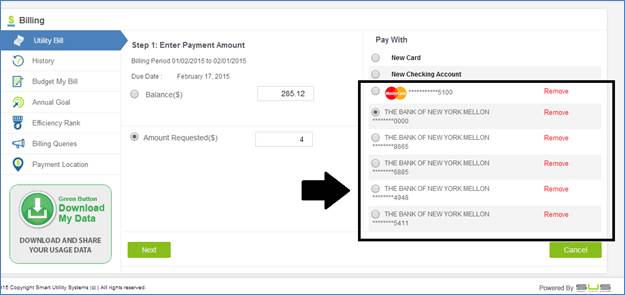 Billing
Utility Bill
History
Budget My Bill
Annual Goal
Efficiency Rank
Billing Queries
Payment Location
Green Button
Download
My Data
DOWNLOAD AND SHARE
YOUR USAGE DATA
Step 1: Enter Payment Amount
Billing Period 01/02/2015 to 02/01/2015
Due Date : February 17, 2015
Balance($) 285.12
Amount Requested($) 4
Next
Pay With
New Card
New Checking Account
MasterCard ************5100 Remove
THE BANK OF NEW YORK MELLON Remove
********0000
THE BANK OF NEW YORK MELLON Remove
********8665
THE BANK OF NEW YORK MELLON Remove
********6885
THE BANK OF NEW YORK MELLON Remove
********4948
THE BANK OF NEW YORK MELLON Remove
********5411
Cancel
15 Copyright Smart Utility Systems (c) | All rights reserved.
Powered By SUS